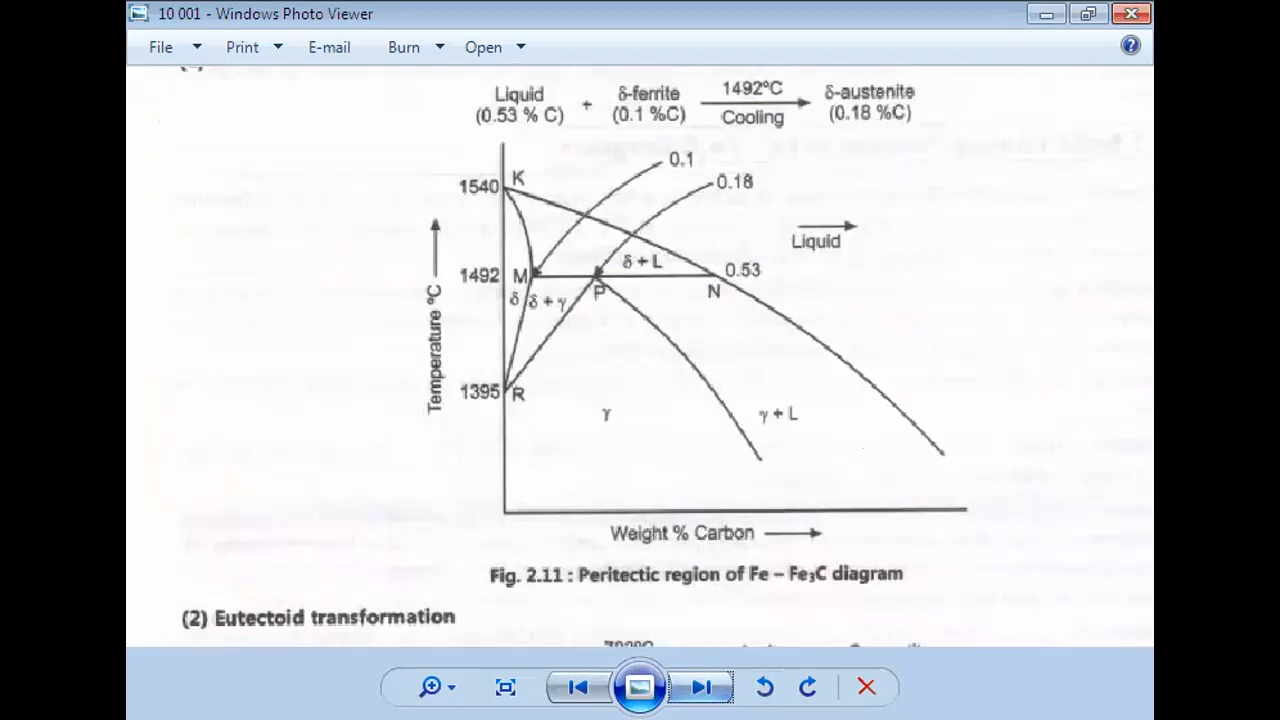 10 001 - Windows Photo Viewer
File Print E-mail Burn Open
Liquid δ-ferrite 1492°C δ-austenite
(0.53 % C) + (0.1 %C) Cooling (0.18 %C)
0.1
0.18
1540 K
Liquid
δ + L
0.53
1492 M
P
N
δ
δ + γ
1395 R
γ
γ + L
Temperature °C
Weight % Carbon
Fig. 2.11 : Peritectic region of Fe – Fe₃C diagram
(2) Eutectoid transformation